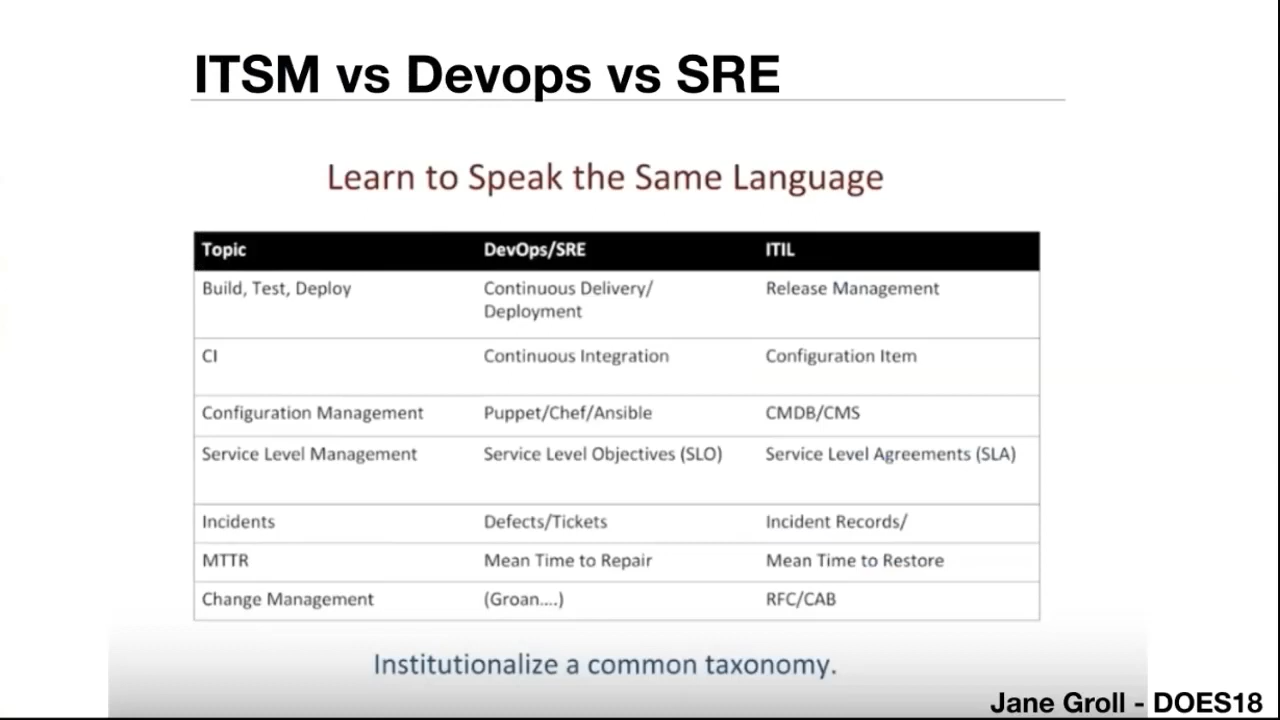 ITSM vs Devops vs SRE
Learn to Speak the Same Language
Topic DevOps/SRE ITIL
Build, Test, Deploy Continuous Delivery/ Release Management
Deployment
CI Continuous Integration Configuration Item
Configuration Management Puppet/Chef/Ansible CMDB/CMS
Service Level Management Service Level Objectives (SLO) Service Level Agreements (SLA)
Incidents Defects/Tickets Incident Records/
MTTR Mean Time to Repair Mean Time to Restore
Change Management (Groan....) RFC/CAB
Institutionalize a common taxonomy.
Jane Groll - DOES18